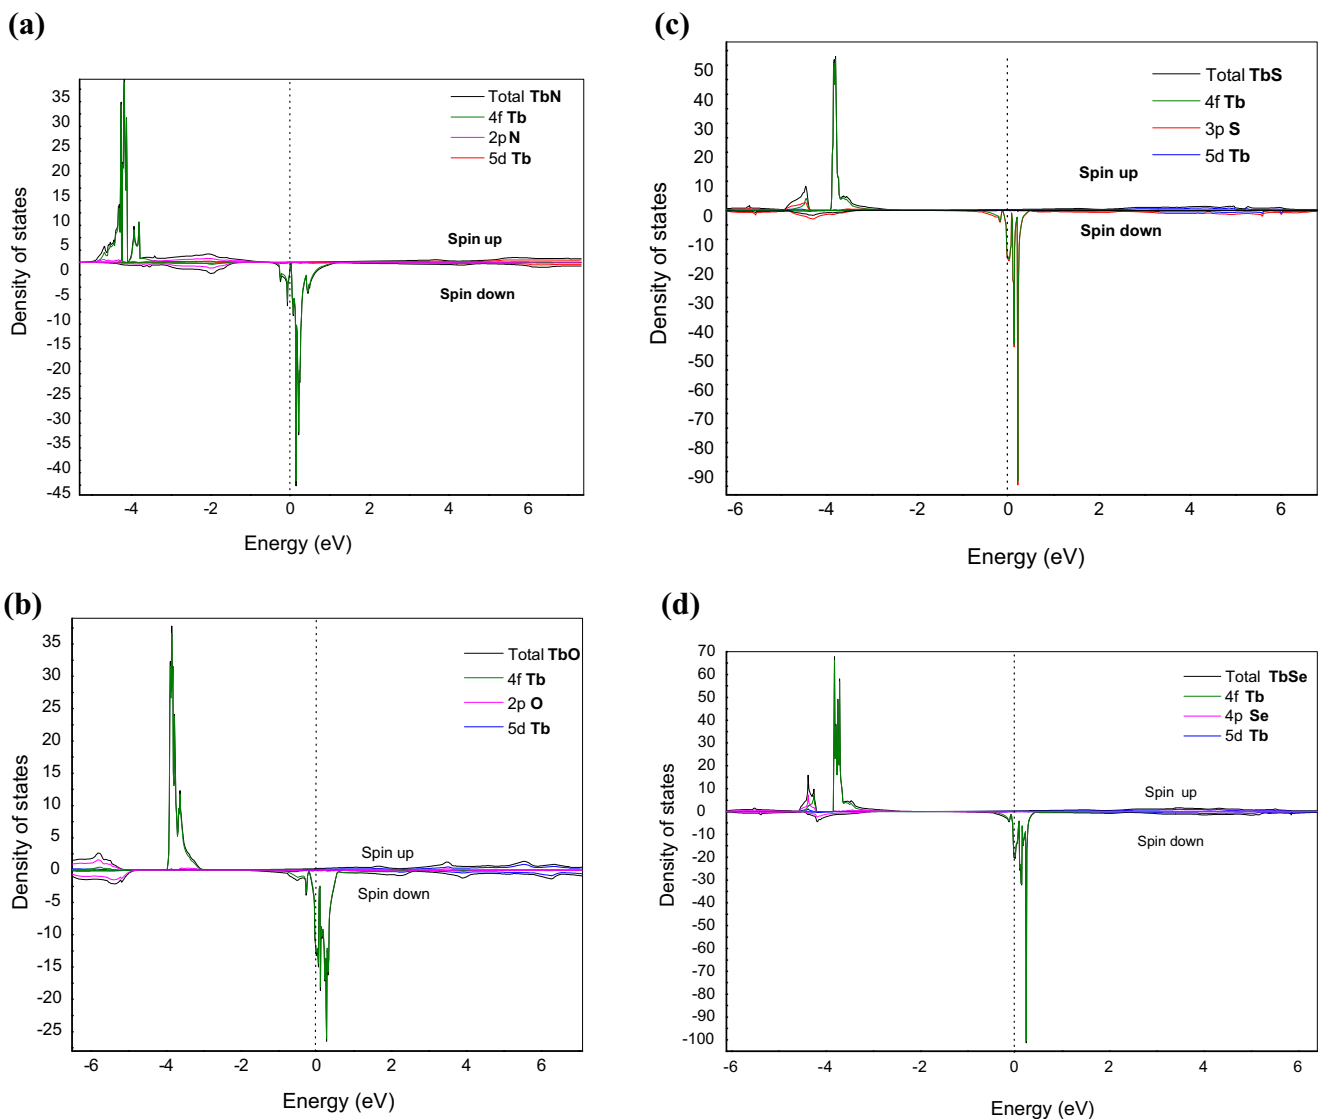 (a)
Total TbN
4f Tb
2p N
5d Tb
Spin up
Spin down
35
30
25
20
15
10
5
0
-5
-10
-15
-20
-25
-30
-35
-40
-45
-4
-2
0
2
4
6
Density of states
Energy (eV)
(c)
Total TbS
4f Tb
3p S
5d Tb
Spin up
Spin down
50
40
30
20
10
0
-10
-20
-30
-40
-50
-60
-70
-80
-90
-6
-4
-2
0
2
4
6
Density of states
Energy (eV)
(b)
Total TbO
4f Tb
2p O
5d Tb
Spin up
Spin down
35
30
25
20
15
10
5
0
-5
-10
-15
-20
-25
-6
-4
-2
0
2
4
6
Density of states
Energy (eV)
(d)
Total TbSe
4f Tb
4p Se
5d Tb
Spin up
Spin down
70
60
50
40
30
20
10
0
-10
-20
-30
-40
-50
-60
-70
-80
-90
-100
-6
-4
-2
0
2
4
6
Density of states
Energy (eV)